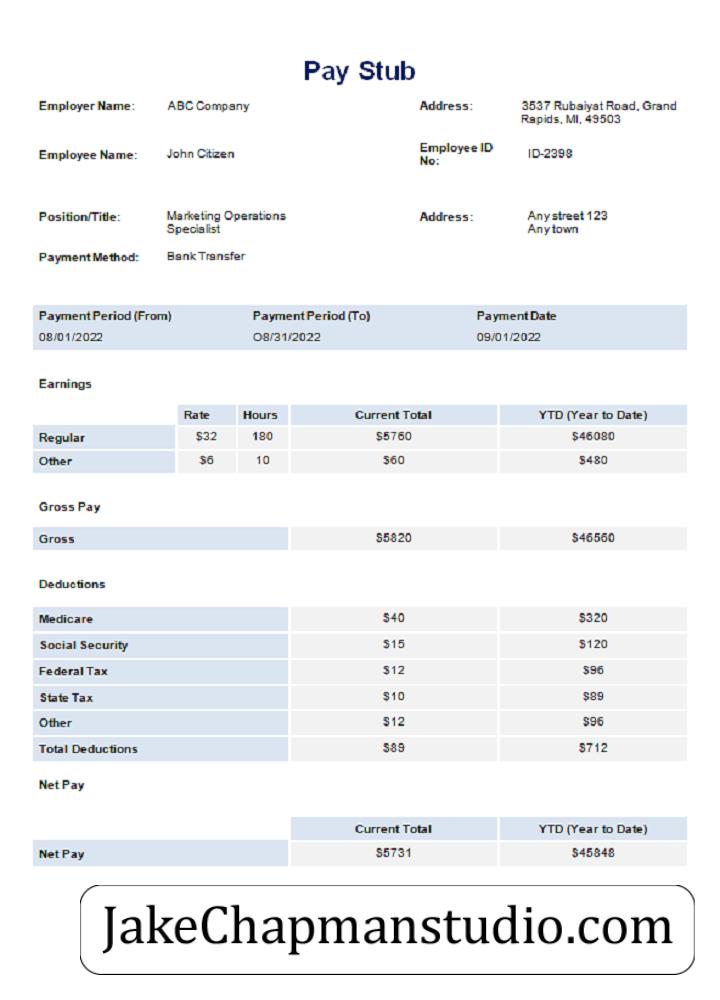 Pay Stub
Employer Name: ABC Company Address: 3537 Rubaiyat Road, Grand
Rapids, MI, 49503
Employee Name: John Citizen Employee ID
No: ID-2398
Position/Title: Marketing Operations
Specialist Address: Any street 123
Any town
Payment Method: Bank Transfer
Payment Period (From) Payment Period (To) Payment Date
08/01/2022 O8/31/2022 09/01/2022
Earnings
Rate Hours Current Total YTD (Year to Date)
Regular $32 180 $5760 $46080
Other $6 10 $60 $480
Gross Pay
Gross $5820 $46560
Deductions
Medicare $40 $320
Social Security $15 $120
Federal Tax $12 $96
State Tax $10 $89
Other $12 $96
Total Deductions $89 $712
Net Pay
Current Total YTD (Year to Date)
Net Pay $5731 $45848
JakeChapmanstudio.com